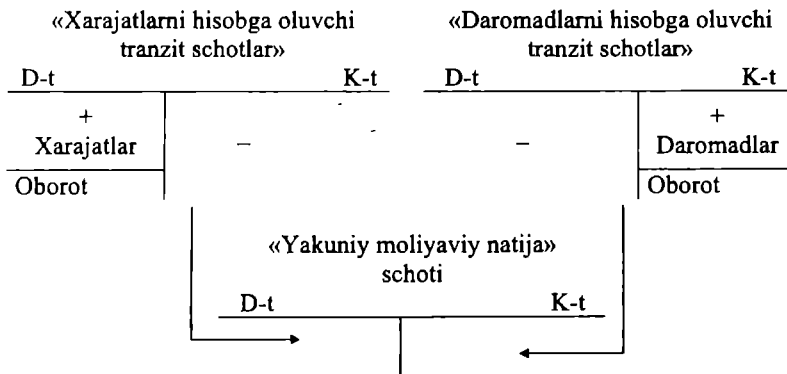 «Xarajatlarni hisobga oluvchi
tranzit schotlar»
D-t K-t
+
Xarajatlar –
Oborot
«Daromadlarni hisobga oluvchi
tranzit schotlar»
D-t K-t
+
– Daromadlar
Oborot
«Yakuniy moliyaviy natija»
schoti
D-t K-t